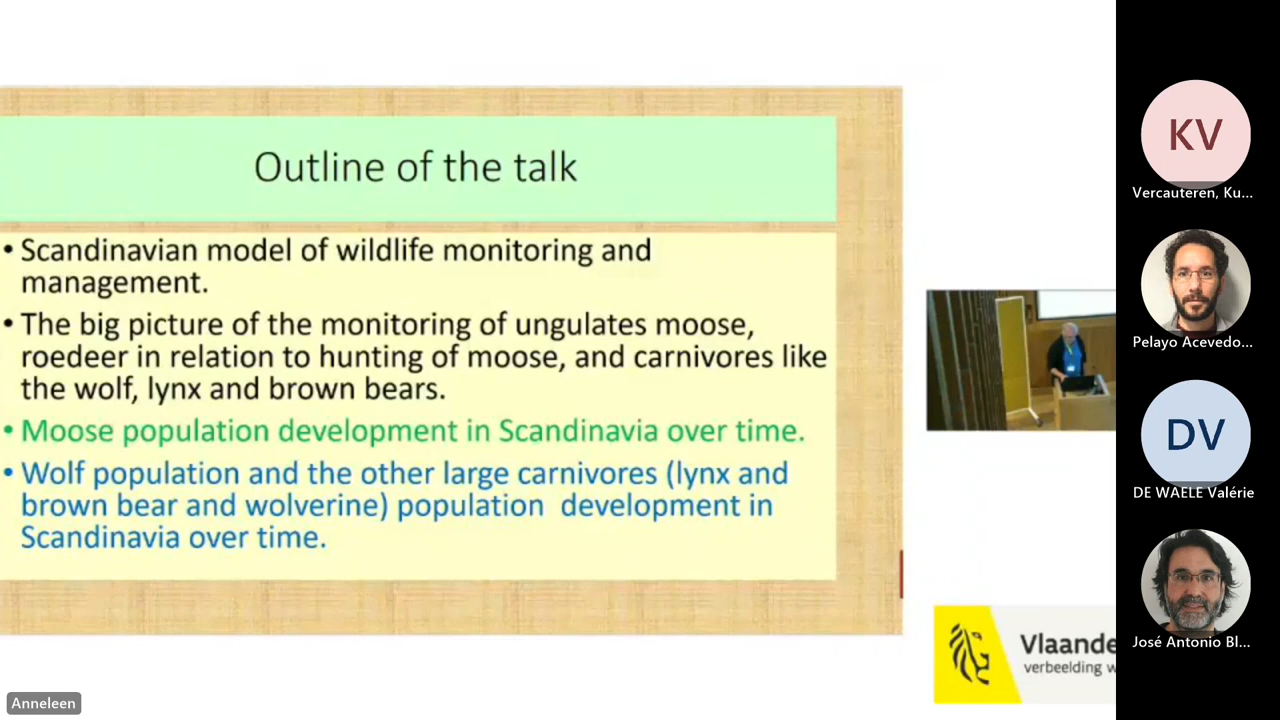 Outline of the talk
• Scandinavian model of wildlife monitoring and
management.
• The big picture of the monitoring of ungulates moose,
roedeer in relation to hunting of moose, and carnivores like
the wolf, lynx and brown bears.
• Moose population development in Scandinavia over time.
• Wolf population and the other large carnivores (lynx and
brown bear and wolverine) population development in
Scandinavia over time.
Vlaande
verbeelding w
Anneleen
KV
Vercauteren, Ku...
Pelayo Acevedo...
DV
DE WAELE Valérie
José Antonio Bl...